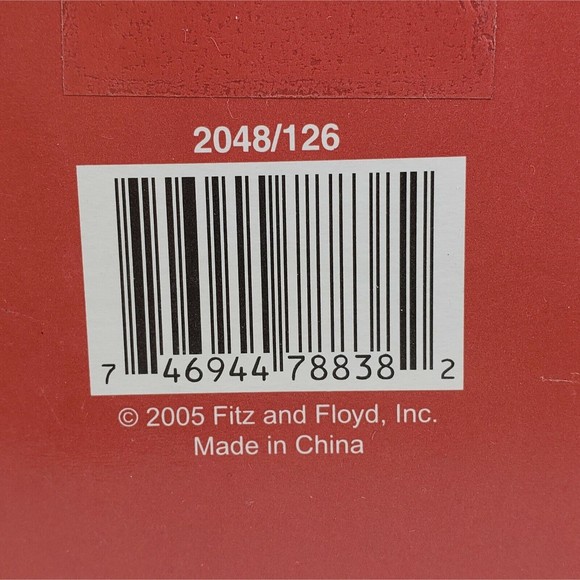 2048/126
7 46944 78838 2
© 2005 Fitz and Floyd, Inc.
Made in China